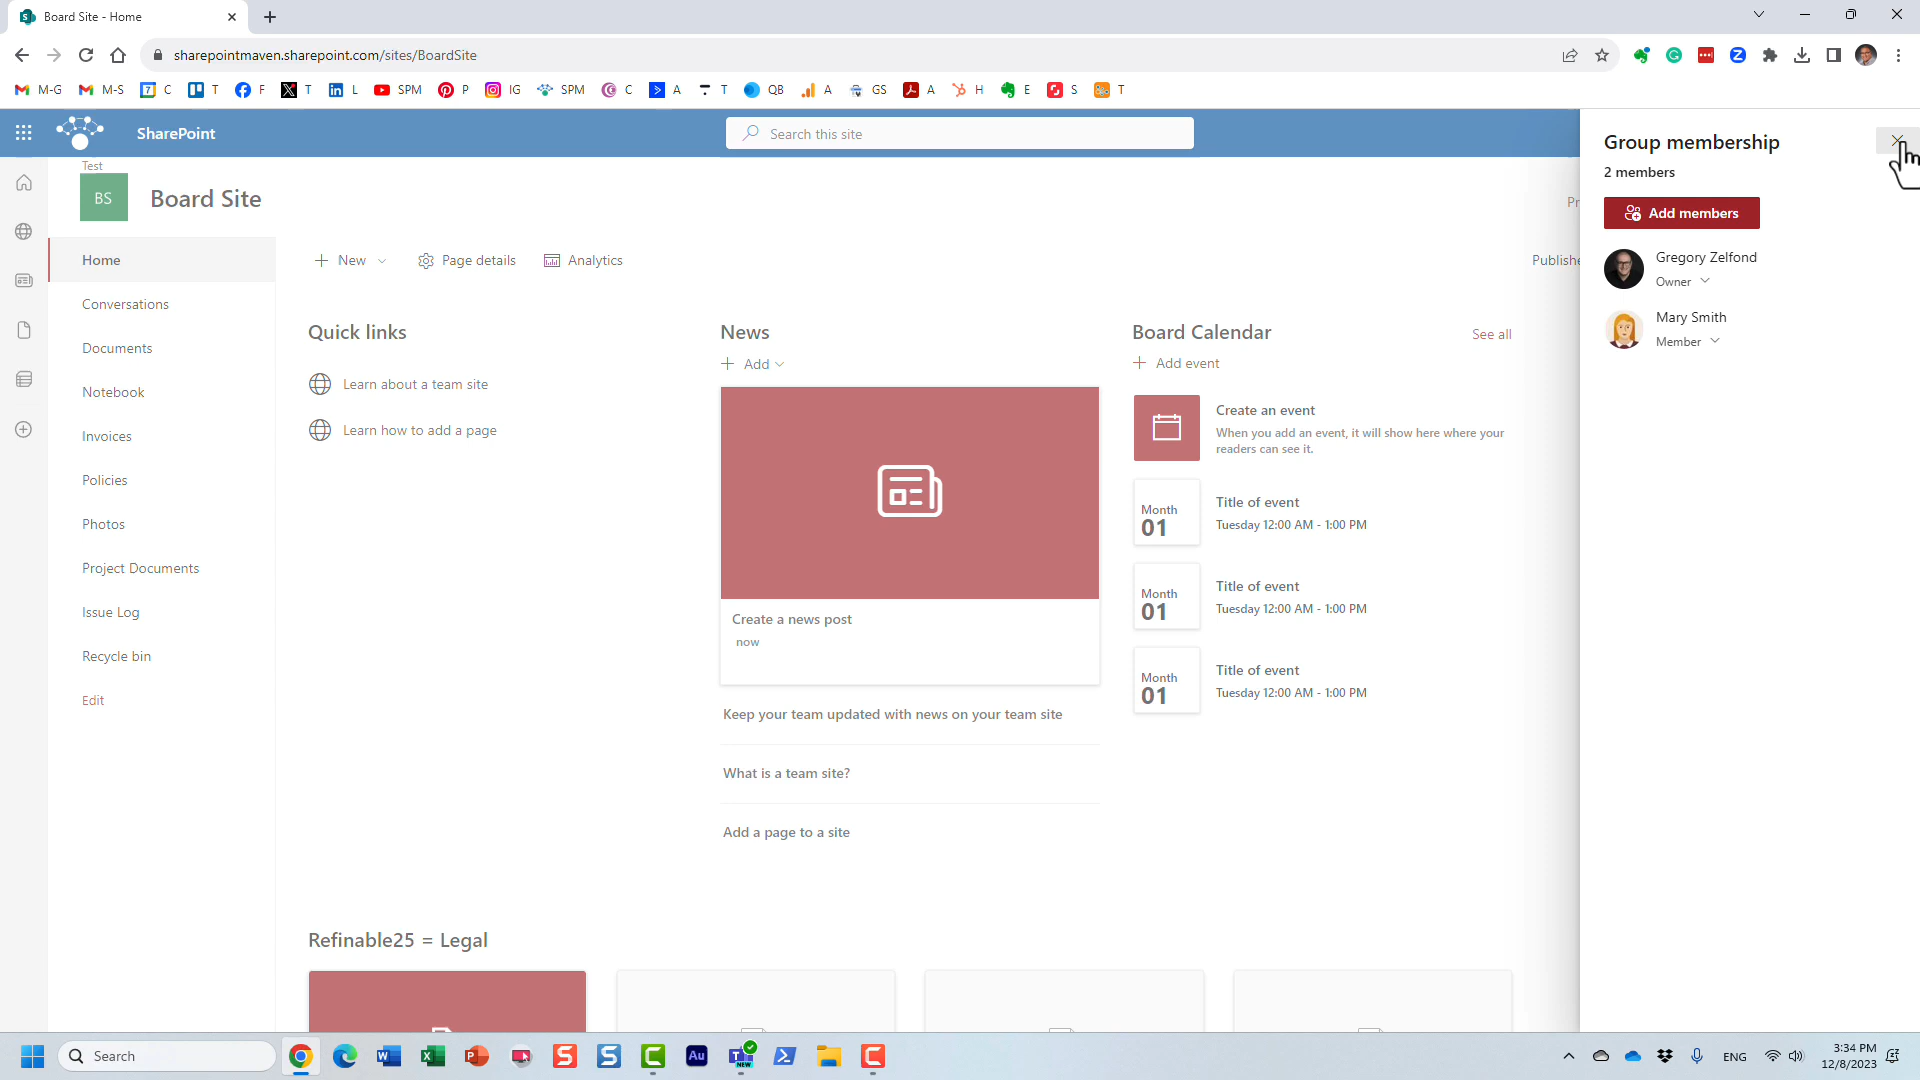 Board Site - Home
sharepointmaven.sharepoint.com/sites/BoardSite
M-G M-S C T F T L SPM P IG SPM C A T QB A GS A H E S T
SharePoint
Search this site
Test
BS
Board Site
Home
Conversations
Documents
Notebook
Invoices
Policies
Photos
Project Documents
Issue Log
Recycle bin
Edit
New
Page details
Analytics
Quick links
Learn about a team site
Learn how to add a page
News
Add
Create a news post
now
Keep your team updated with news on your team site
What is a team site?
Add a page to a site
Board Calendar
See all
Add event
Create an event
When you add an event, it will show here where your
readers can see it.
Month
01
Title of event
Tuesday 12:00 AM - 1:00 PM
Month
01
Title of event
Tuesday 12:00 AM - 1:00 PM
Month
01
Title of event
Tuesday 12:00 AM - 1:00 PM
Refinable25 = Legal
Group membership
2 members
Add members
Gregory Zelfond
Owner
Mary Smith
Member
Search
ENG
3:34 PM
12/8/2023